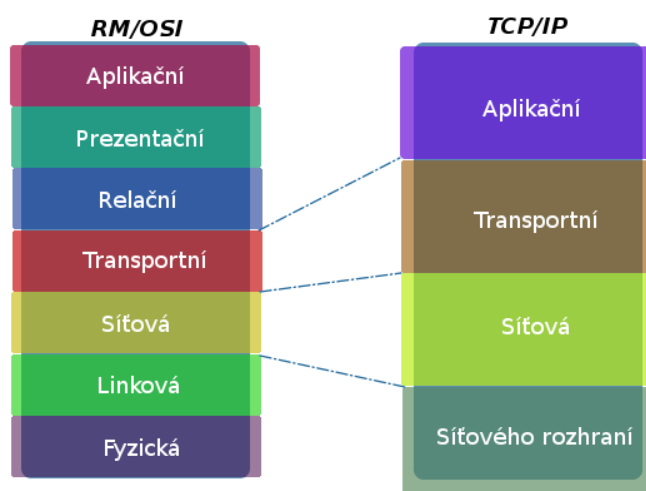 RM/OSI
Aplikační
Prezentační
Relační
Transportní
Síťová
Linková
Fyzická
TCP/IP
Aplikační
Transportní
Síťová
Síťového rozhraní